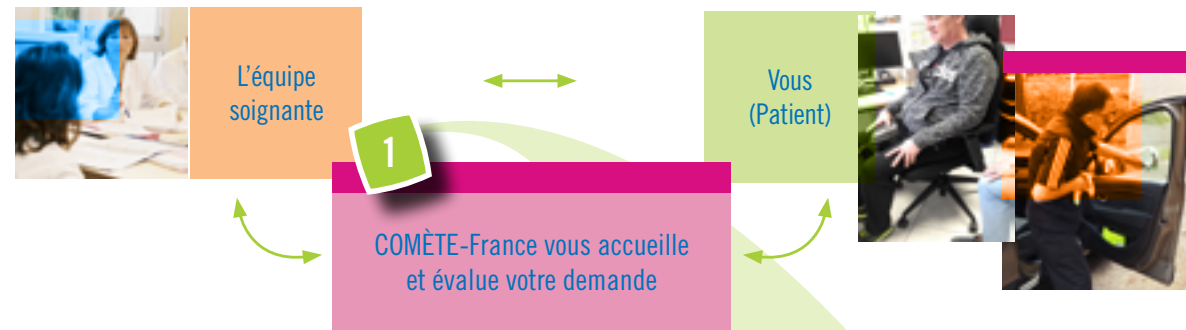 L’équipe
soignante
Vous
(Patient)
1
COMÈTE-France vous accueille
et évalue votre demande